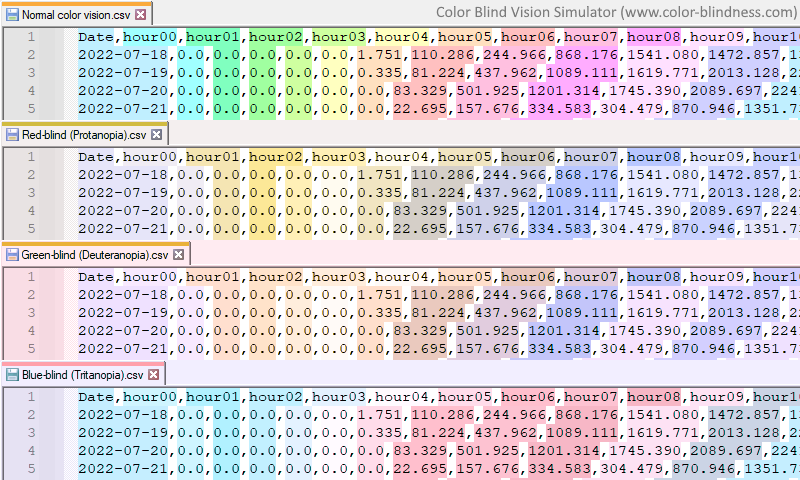 Normal color vision.csv
Color Blind Vision Simulator (www.color-blindness.com)
1 Date,hour00,hour01,hour02,hour03,hour04,hour05,hour06,hour07,hour08,hour09,hour10
2 2022-07-18,0.0,0.0,0.0,0.0,0.0,1.751,110.286,244.966,868.176,1541.080,1472.857,13
3 2022-07-19,0.0,0.0,0.0,0.0,0.0,0.335,81.224,437.962,1089.111,1619.771,2013.128,2
4 2022-07-20,0.0,0.0,0.0,0.0,0.0,0.0,83.329,501.925,1201.314,1745.390,2089.697,224
5 2022-07-21,0.0,0.0,0.0,0.0,0.0,0.0,22.695,157.676,334.583,304.479,870.946,1351.73
Red-blind (Protanopia).csv
1 Date,hour00,hour01,hour02,hour03,hour04,hour05,hour06,hour07,hour08,hour09,hour10
2 2022-07-18,0.0,0.0,0.0,0.0,0.0,1.751,110.286,244.966,868.176,1541.080,1472.857,13
3 2022-07-19,0.0,0.0,0.0,0.0,0.0,0.335,81.224,437.962,1089.111,1619.771,2013.128,2
4 2022-07-20,0.0,0.0,0.0,0.0,0.0,0.0,83.329,501.925,1201.314,1745.390,2089.697,224
5 2022-07-21,0.0,0.0,0.0,0.0,0.0,0.0,22.695,157.676,334.583,304.479,870.946,1351.73
Green-blind (Deuteranopia).csv
1 Date,hour00,hour01,hour02,hour03,hour04,hour05,hour06,hour07,hour08,hour09,hour10
2 2022-07-18,0.0,0.0,0.0,0.0,0.0,1.751,110.286,244.966,868.176,1541.080,1472.857,13
3 2022-07-19,0.0,0.0,0.0,0.0,0.0,0.335,81.224,437.962,1089.111,1619.771,2013.128,2
4 2022-07-20,0.0,0.0,0.0,0.0,0.0,0.0,83.329,501.925,1201.314,1745.390,2089.697,224
5 2022-07-21,0.0,0.0,0.0,0.0,0.0,0.0,22.695,157.676,334.583,304.479,870.946,1351.73
Blue-blind (Tritanopia).csv
1 Date,hour00,hour01,hour02,hour03,hour04,hour05,hour06,hour07,hour08,hour09,hour10
2 2022-07-18,0.0,0.0,0.0,0.0,0.0,1.751,110.286,244.966,868.176,1541.080,1472.857,13
3 2022-07-19,0.0,0.0,0.0,0.0,0.0,0.335,81.224,437.962,1089.111,1619.771,2013.128,2
4 2022-07-20,0.0,0.0,0.0,0.0,0.0,0.0,83.329,501.925,1201.314,1745.390,2089.697,224
5 2022-07-21,0.0,0.0,0.0,0.0,0.0,0.0,22.695,157.676,334.583,304.479,870.946,1351.73